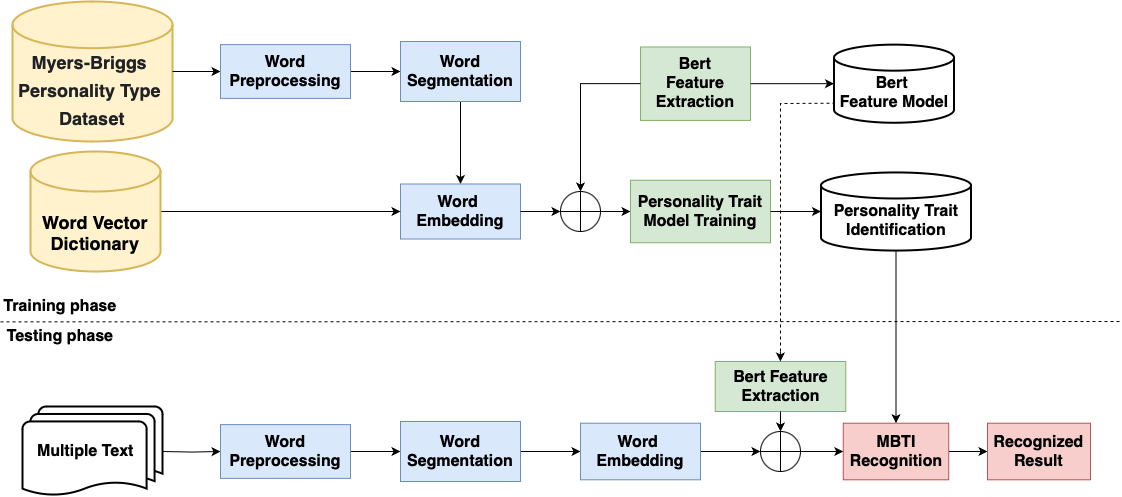 Myers-Briggs
Personality Type
Dataset
Word
Preprocessing
Word
Segmentation
Bert
Feature
Extraction
Bert
Feature Model
Word Vector
Dictionary
Word
Embedding
Personality Trait
Model Training
Personality Trait
Identification
Training phase
Testing phase
Bert Feature
Extraction
Multiple Text
Word
Preprocessing
Word
Segmentation
Word
Embedding
MBTI
Recognition
Recognized
Result